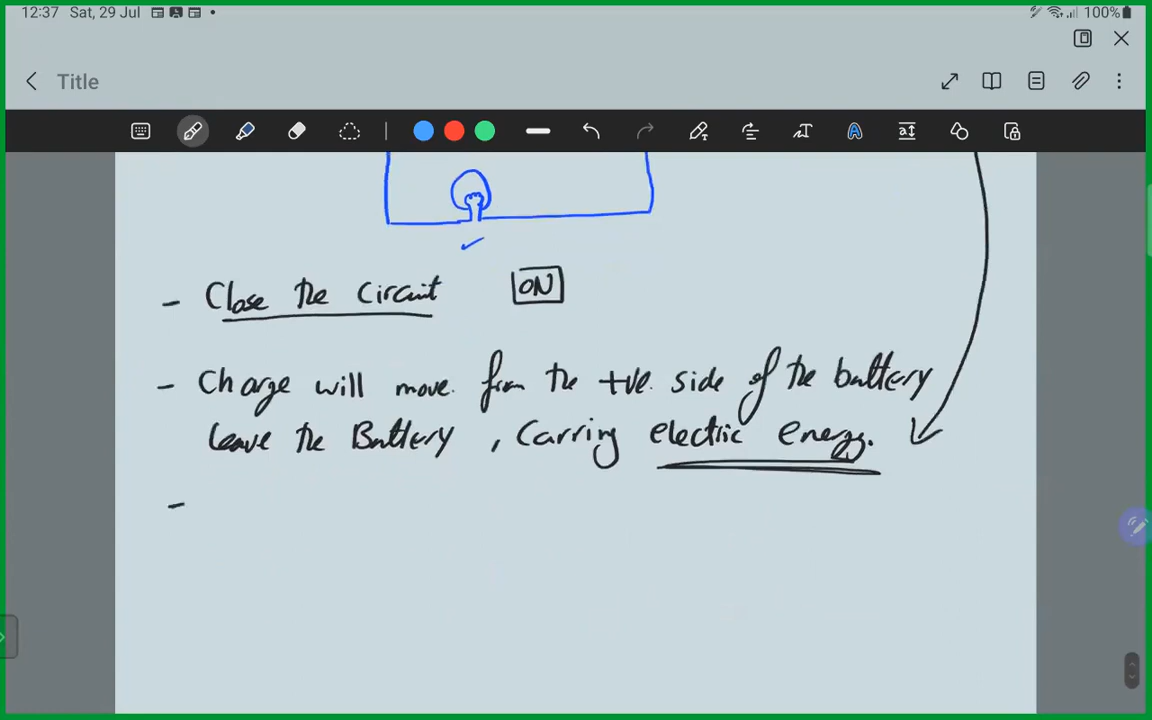 12:37 Sat, 29 Jul 100%
Title
- Close the Circuit ON
- Charge will move. from the +ve. side of the battery
leave the Battery , Carring electric energy.
-